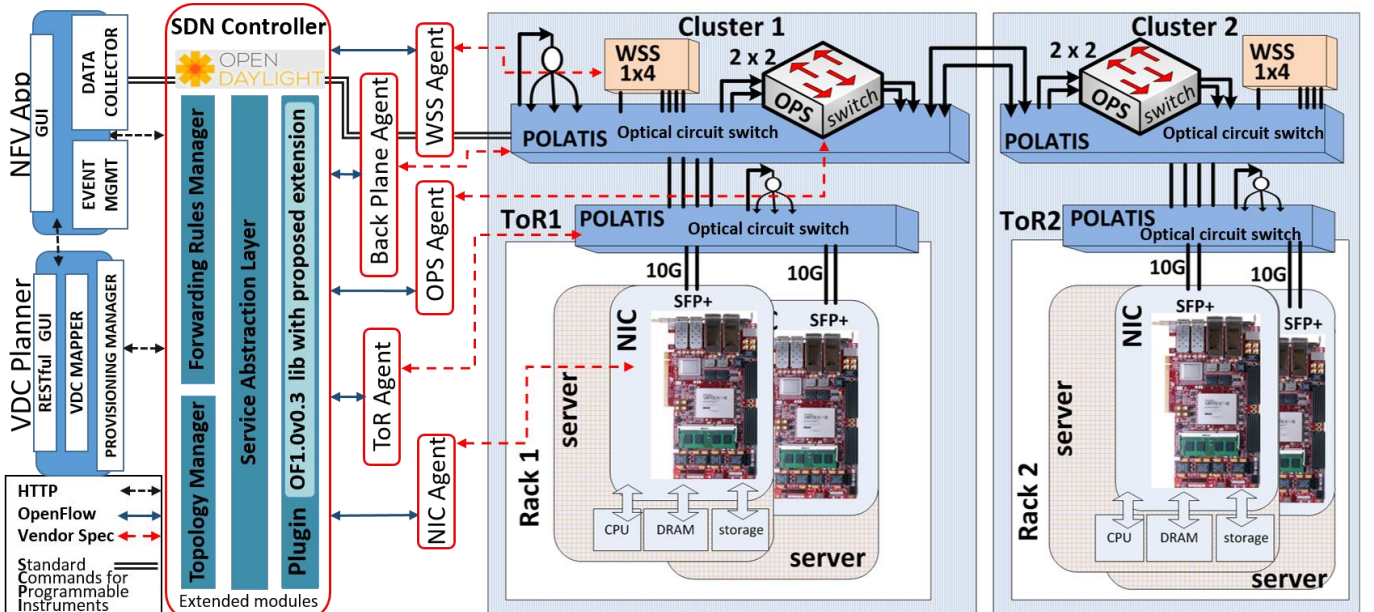 NFV App
GUI
DATA
COLLECTOR
EVENT
MGMT
VDC Planner
RESTful GUI
VDC MAPPER
PROVISIONING MANAGER
HTTP
OpenFlow
Vendor Spec
Standard
Commands for
Programmable
Instruments
SDN Controller
OPEN
DAYLIGHT
Forwarding Rules Manager
Topology Manager
Service Abstraction Layer
OF1.0v0.3 lib with proposed extension
Plugin
Extended modules
WSS Agent
Back Plane Agent
OPS Agent
ToR Agent
NIC Agent
Cluster 1
WSS
1x4
2 x 2
OPS
switch
POLATIS
Optical circuit switch
ToR1
POLATIS
Optical circuit switch
10G
10G
SFP+
SFP+
NIC
C
server
Rack 1
CPU
DRAM
storage
server
Cluster 2
2 x 2
WSS
1x4
OPS
switch
POLATIS
Optical circuit switch
ToR2
POLATIS
Optical circuit switch
10G
10G
SFP+
SFP+
NIC
server
Rack 2
CPU
DRAM
storage
server